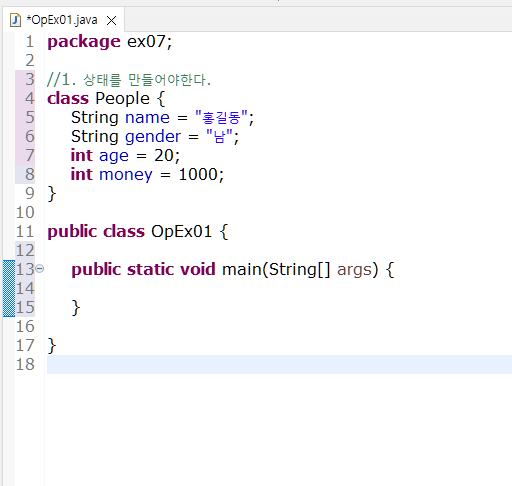 *OpEx01.java
1 package ex07;
2
3 //1. 상태를 만들어야한다.
4 class People {
5 String name = "홍길동";
6 String gender = "남";
7 int age = 20;
8 int money = 1000;
9 }
10
11 public class OpEx01 {
12
13 public static void main(String[] args) {
14
15 }
16
17 }
18